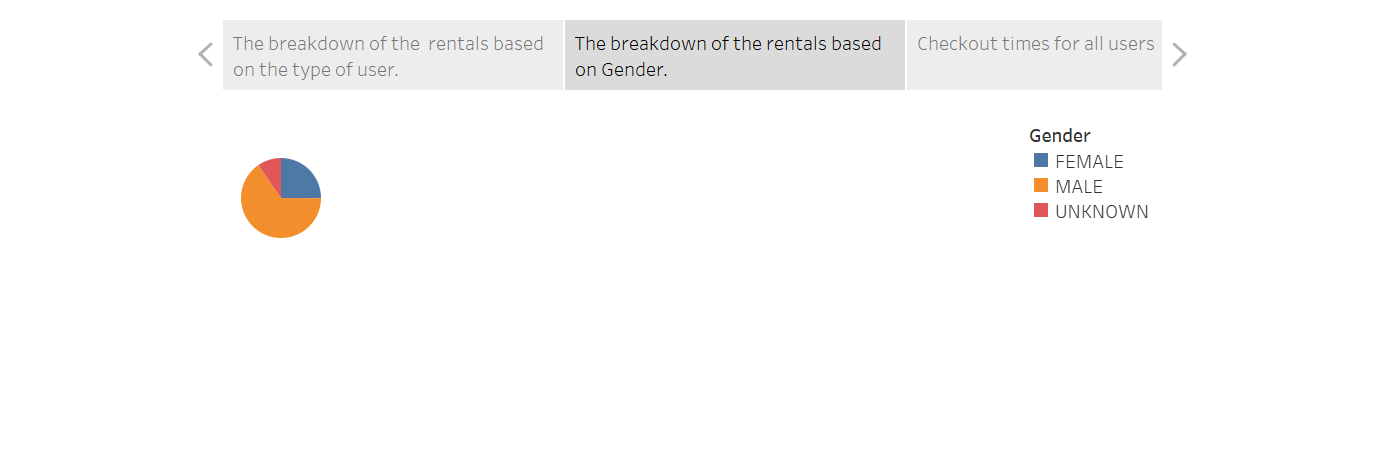 The breakdown of the  rentals based
on the type of user.
The breakdown of the rentals based
on Gender.
Checkout times for all users
Gender
FEMALE
MALE
UNKNOWN